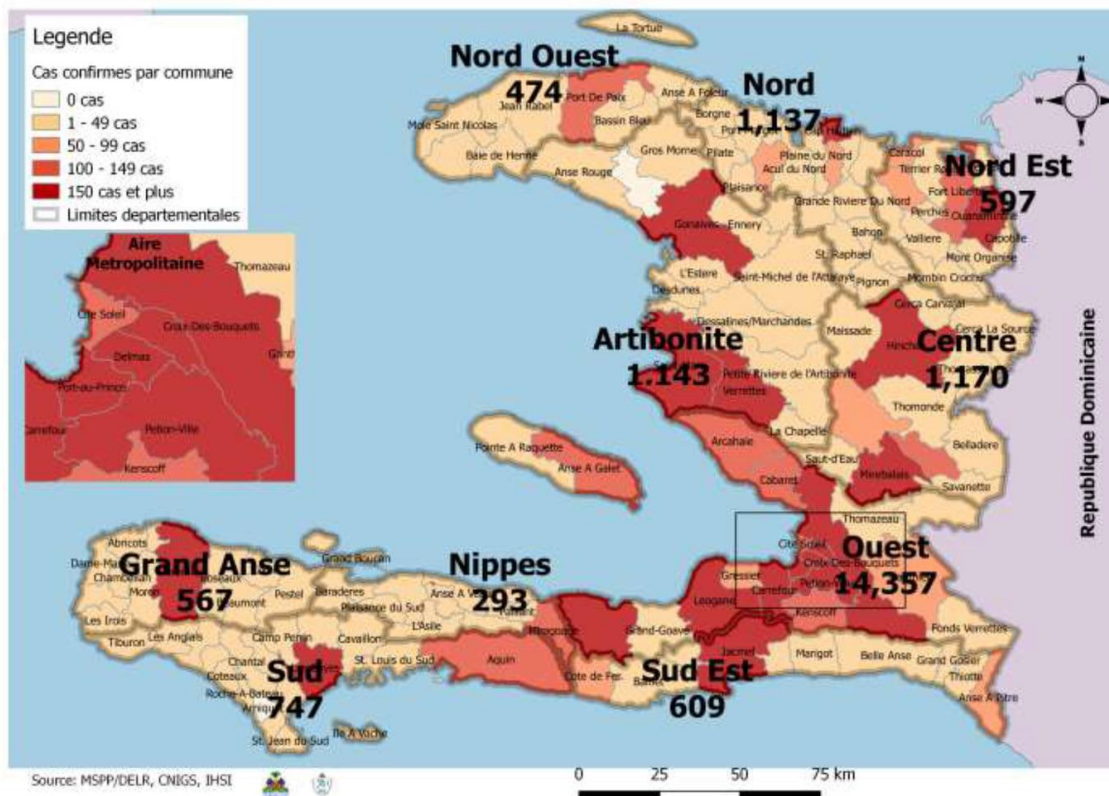 Legende
Cas confirmes par commune
0 cas
1 - 49 cas
50 - 99 cas
100 - 149 cas
150 cas et plus
Limites departementales
Aire
Metropolitaine
Thomazeau
Cite Soleil
Croix-Des-Bouquets
Delmas
Port-au-Prince
Carrefour
Petion-Ville
Kenscoff
La Tortue
Nord Ouest
474
Port De Paix
Jean Rabel
Bassin Bleu
Mole Saint Nicolas
Baie de Henne
Anse A Foleur
Nord
1,137
Borgne
Pilate
Plaine du Nord
Acul du Nord
Plaisance
Grande Riviere Du Nord
Bahon
St. Raphael
Pignon
Caracol
Nord Est
597
Perches
Ouanaminthe
Capotille
Valliere
Mont Organise
Mombin Crochu
Gros Morne
Anse Rouge
Gonaives
Ennery
L'Estere
Saint-Michel de l'Attalaye
Desdunes
Dessalines/Marchandes
Artibonite
1.143
Petite Riviere de l'Artibonite
Verrettes
La Chapelle
Cerca Carvajal
Maissade
Cerca La Source
Centre
1,170
Thomonde
Belladere
Saut-d'Eau
Mirebalais
Savanette
Arcahaie
Cabaret
Pointe A Raquette
Anse A Galet
Thomazeau
Cite Soleil
Ouest
14,357
Croix-Des-Bouquets
Gressier
Carrefour
Leogane
Kenscoff
Fonds Verrettes
Grand-Goave
Abricots
Grand Anse
567
Chambellan
Moron
Beaumont
Pestel
Les Irois
Grand Boucan
Baraderes
Nippes
293
Plaisance du Sud
L'Asile
Miragoane
Tiburon
Les Anglais
Camp Perrin
Cavaillon
Chantal
St. Louis du Sud
Aquin
Coteaux
Sud
747
Roche-A-Bateau
St. Jean du Sud
Ile A Vache
Cote de Fer
Jacmel
Sud Est
609
Marigot
Belle Anse
Grand Gosier
Thiotte
Anse A Pitre
Republique Dominicaine
N
W
E
S
Source: MSPP/DELR, CNIGS, IHSI
0 25 50 75 km